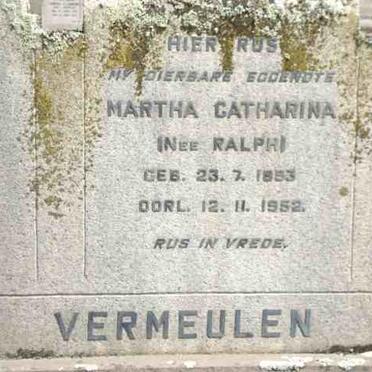 HIER RUS
MY DIERBARE EGGENOTE
MARTHA CATHARINA
(NEE RALPH)
GEB. 23. 7. 1893
OORL. 12. 11. 1952.
RUS IN VREDE.
VERMEULEN